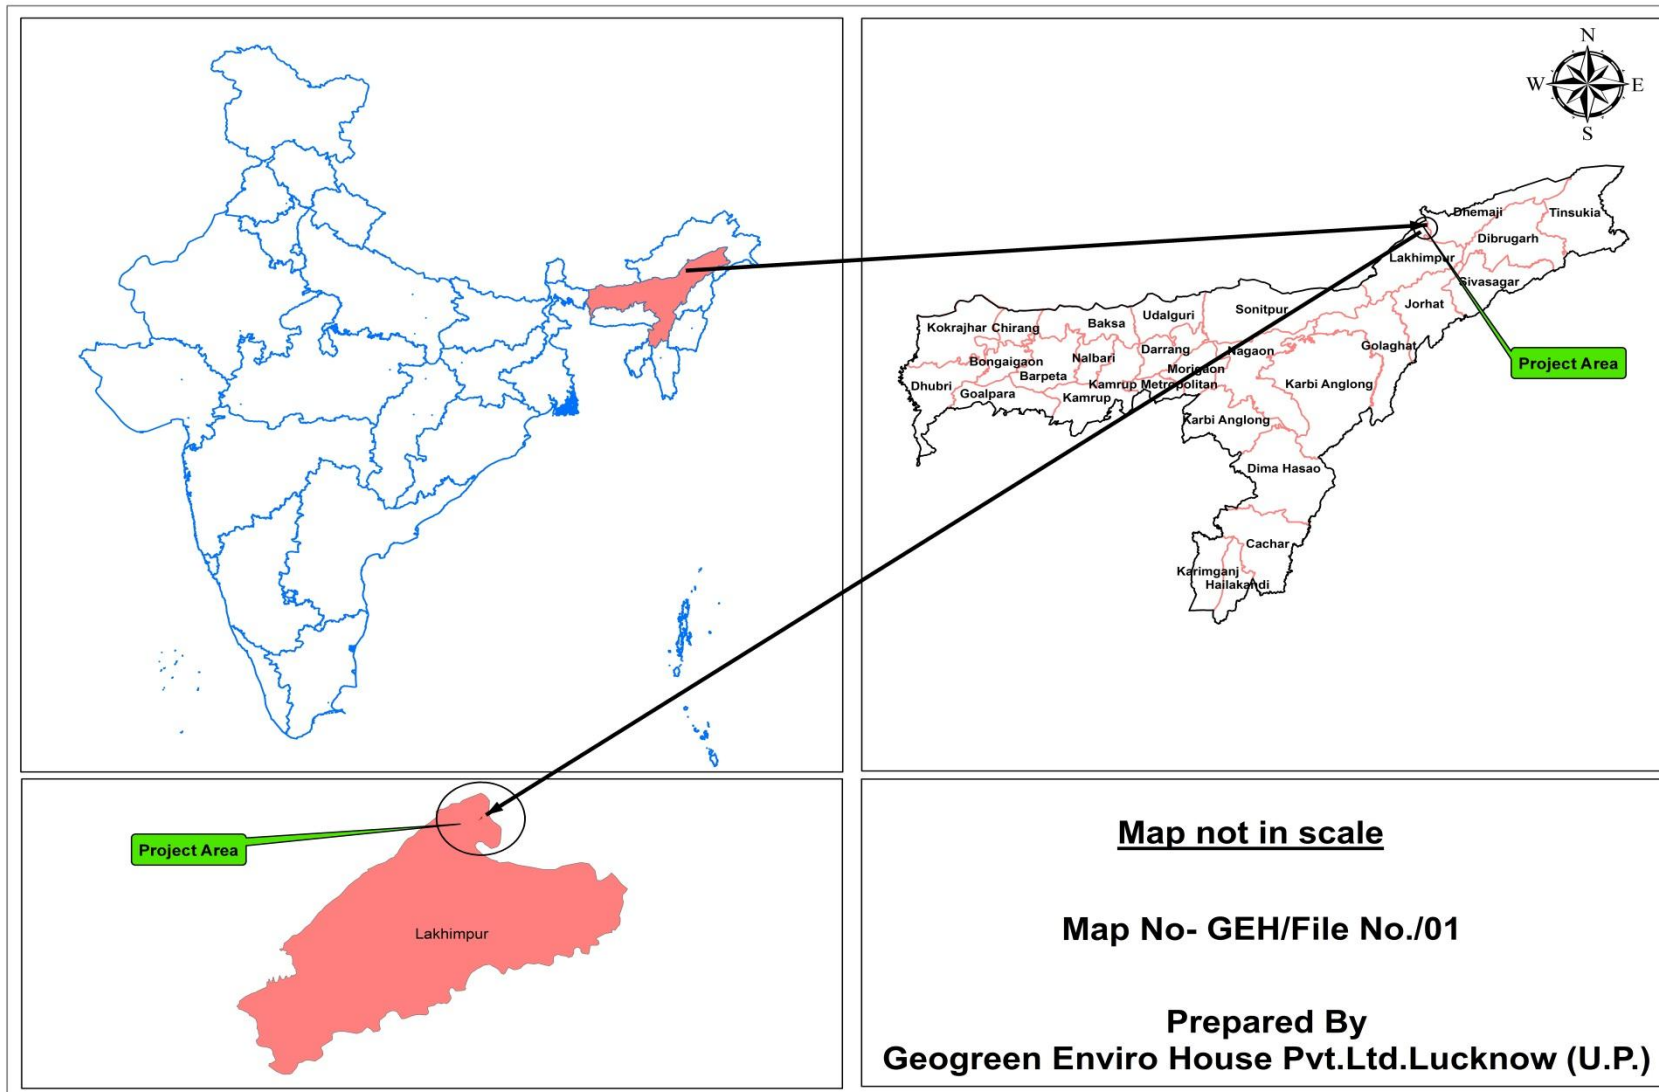 N
W
E
S
Dhemaji
Tinsukia
Dibrugarh
Lakhimpur
Sivasagar
Jorhat
Sonitpur
Udalguri
Baksa
Kokrajhar
Chirang
Golaghat
Nagaon
Darrang
Nalbari
Bongaigaon
Project Area
Morigaon
Barpeta
Dhubri
Kamrup Metropolitan
Karbi Anglong
Goalpara
Kamrup
Karbi Anglong
Dima Hasao
Cachar
Karimganj
Hailakandi
Project Area
Lakhimpur
Map not in scale
Map No- GEH/File No./01
Prepared By
Geogreen Enviro House Pvt.Ltd.Lucknow (U.P.)